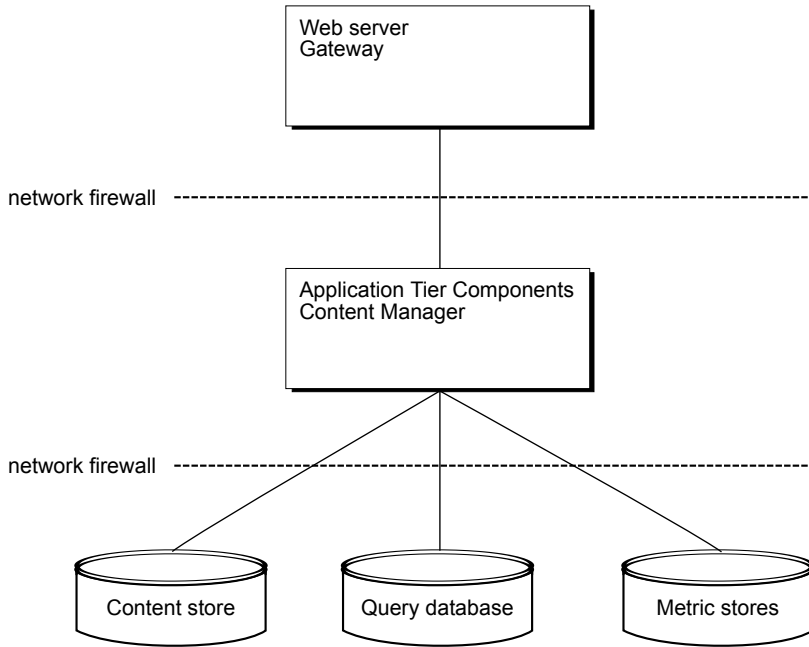 Web server
Gateway
network firewall
Application Tier Components
Content Manager
network firewall
Content store
Query database
Metric stores